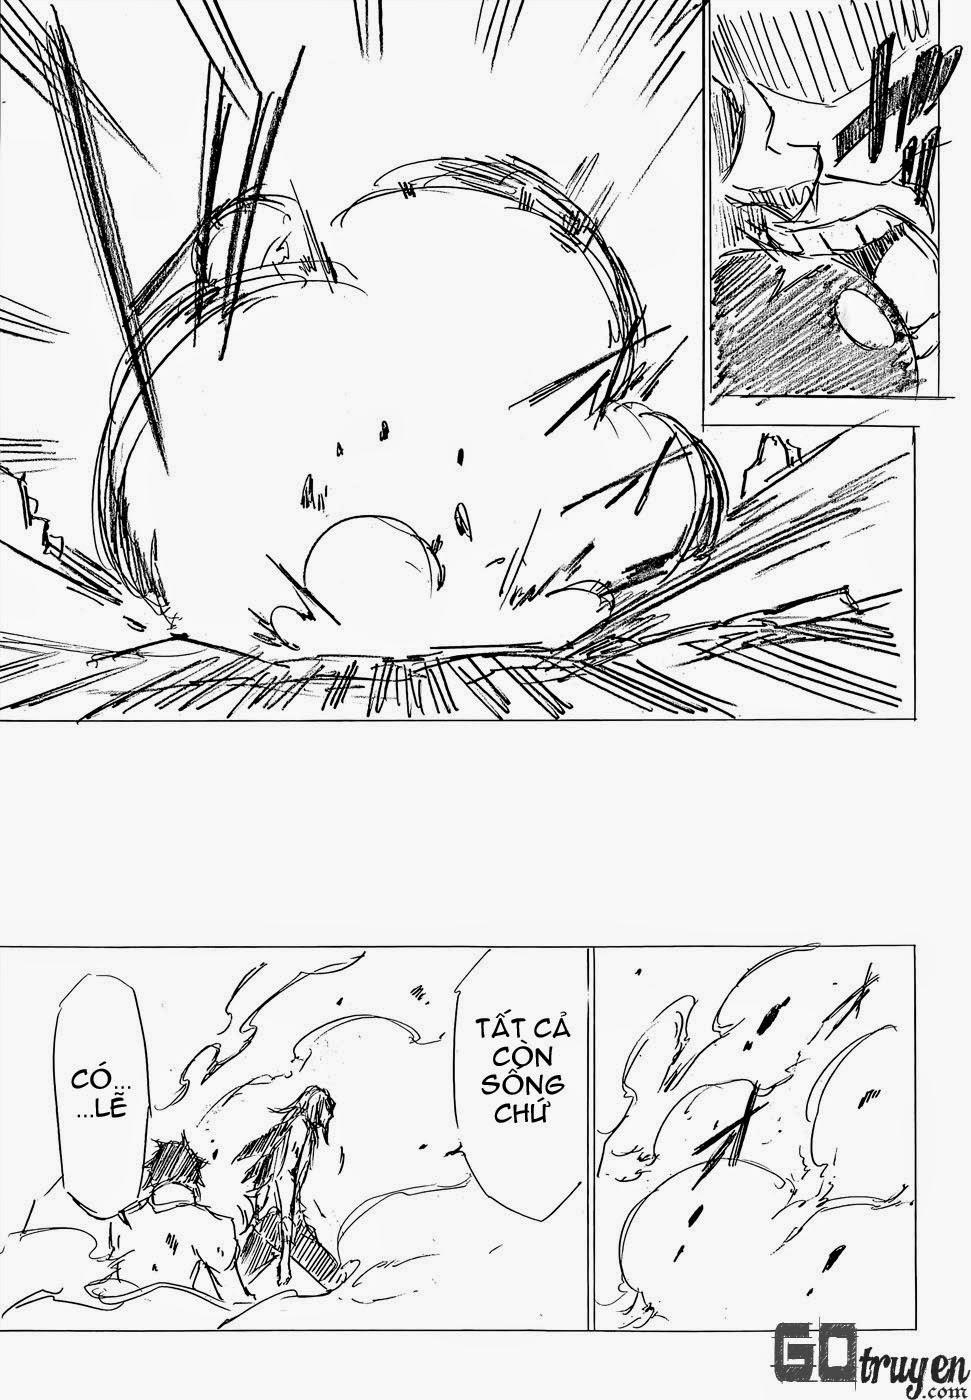 TẤT CẢ
CÒN
SỐNG
CHỨ
CÓ...
...LẼ
GOtruyen
.com